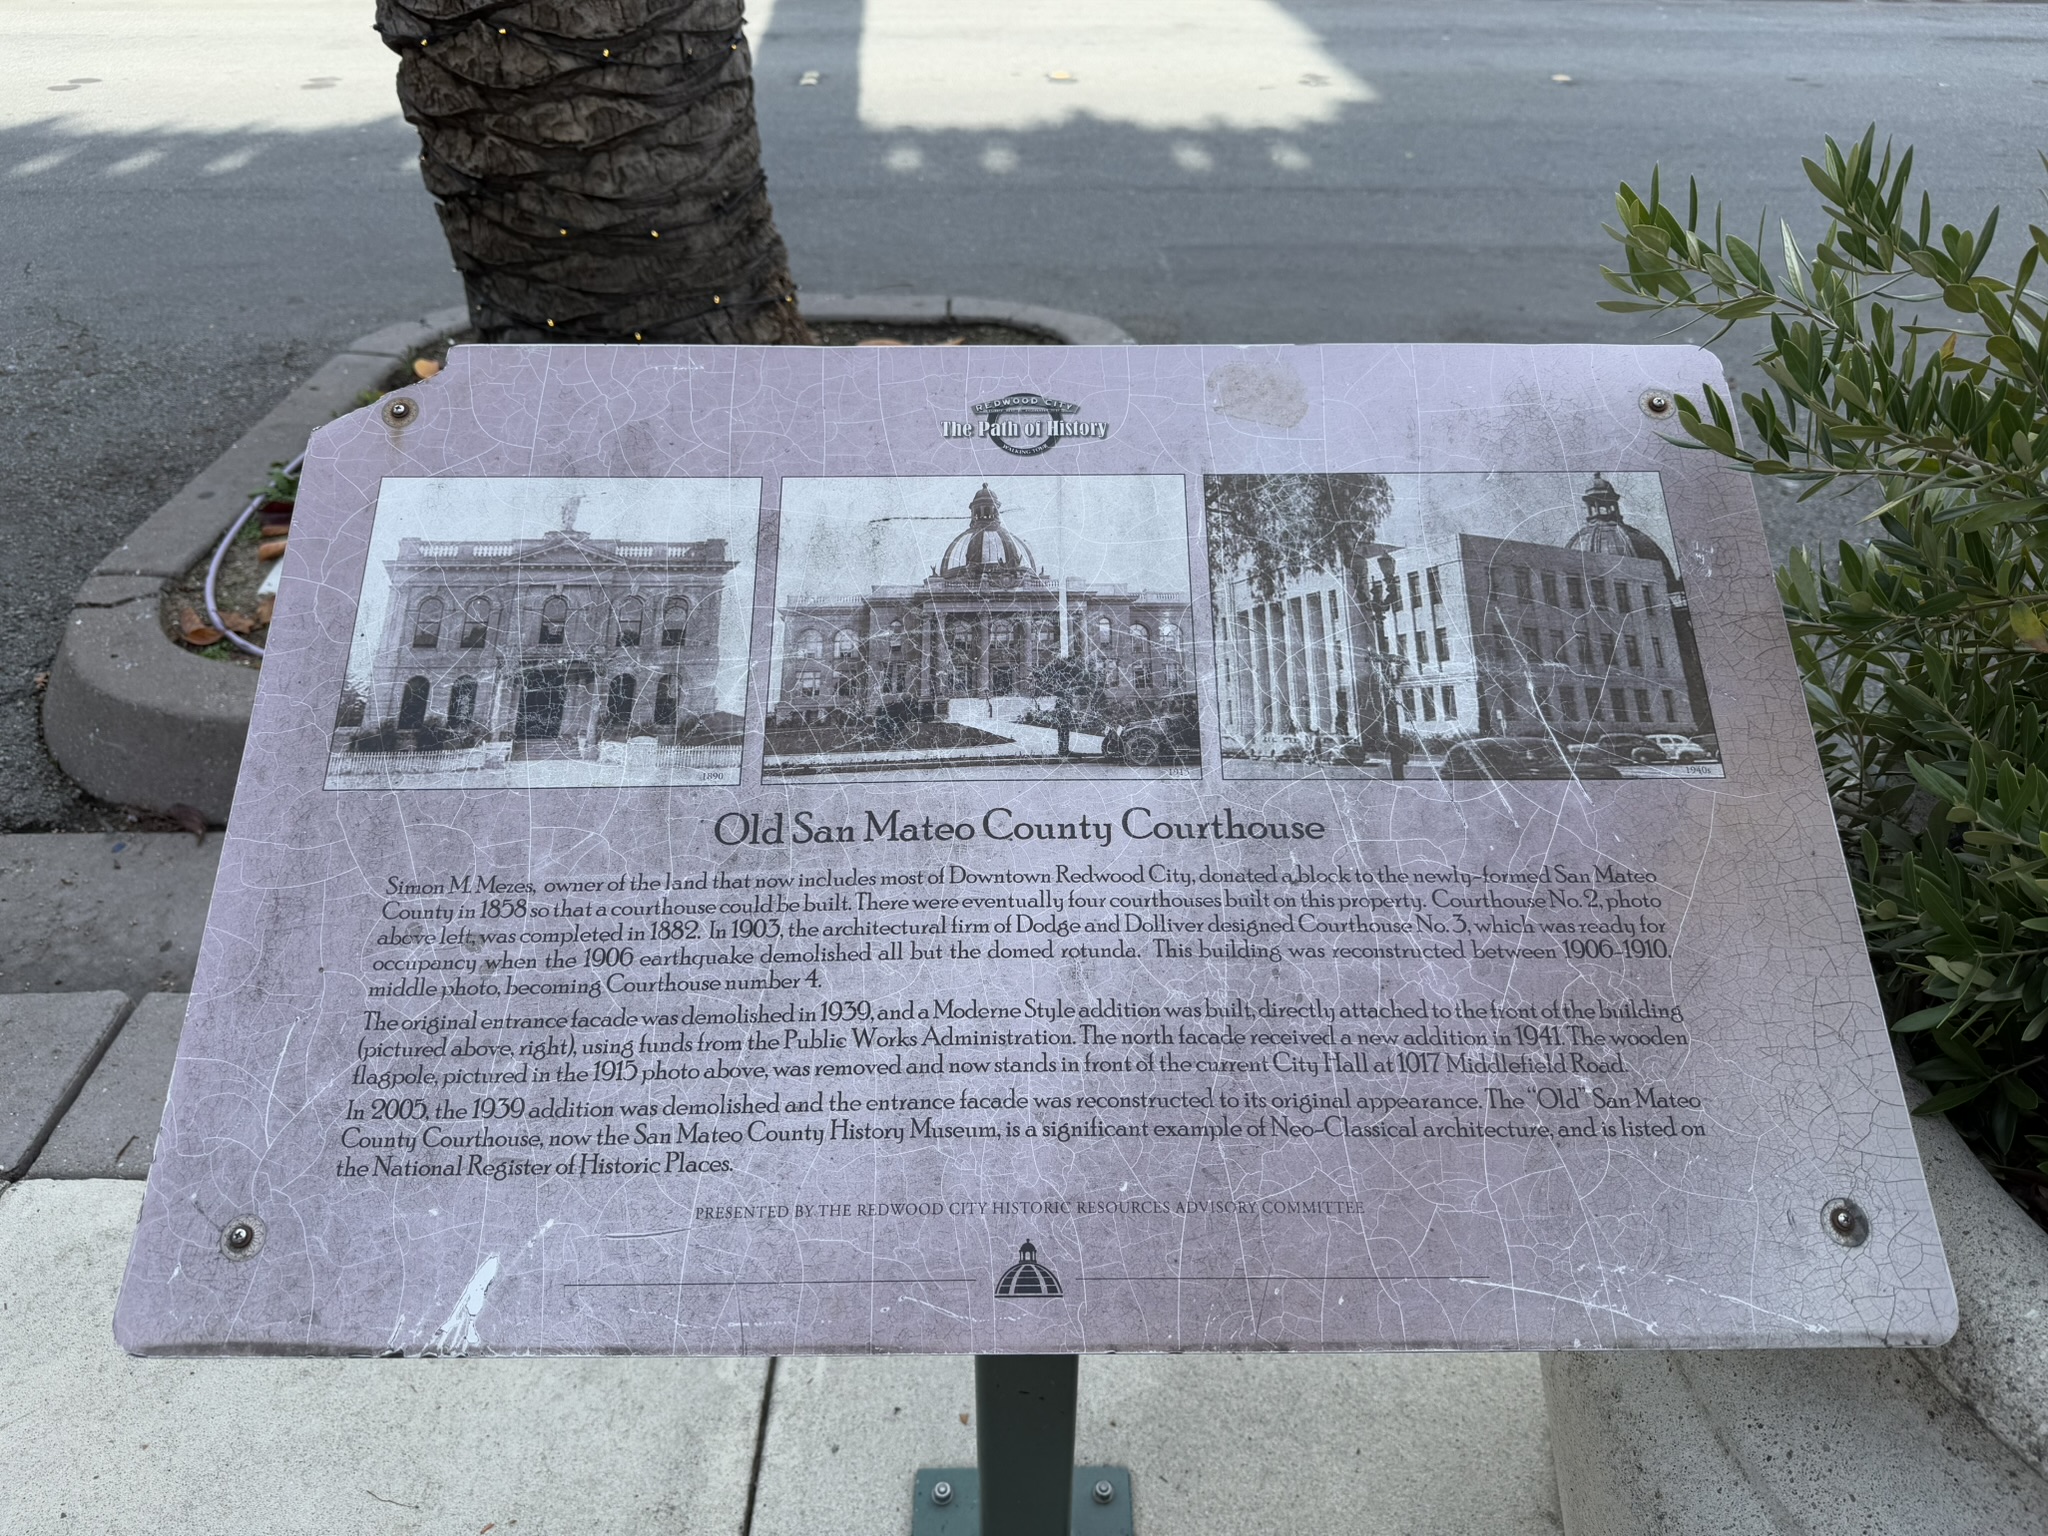 REDWOOD CITY
The Path of History
WALKING TOUR
1890
1915
1940s
Old San Mateo County Courthouse
Simon M. Mezes, owner of the land that now includes most of Downtown Redwood City, donated a block to the newly-formed San Mateo
County in 1858 so that a courthouse could be built. There were eventually four courthouses built on this property. Courthouse No. 2, photo
above left, was completed in 1882. In 1903, the architectural firm of Dodge and Dolliver designed Courthouse No. 3, which was ready for
occupancy when the 1906 earthquake demolished all but the domed rotunda. This building was reconstructed between 1906-1910,
middle photo, becoming Courthouse number 4.
The original entrance facade was demolished in 1939, and a Moderne Style addition was built, directly attached to the front of the building
(pictured above, right), using funds from the Public Works Administration. The north facade received a new addition in 1941. The wooden
flagpole, pictured in the 1915 photo above, was removed and now stands in front of the current City Hall at 1017 Middlefield Road.
In 2005, the 1939 addition was demolished and the entrance facade was reconstructed to its original appearance. The "Old" San Mateo
County Courthouse, now the San Mateo County History Museum, is a significant example of Neo-Classical architecture, and is listed on
the National Register of Historic Places.
PRESENTED BY THE REDWOOD CITY HISTORIC RESOURCES ADVISORY COMMITTEE